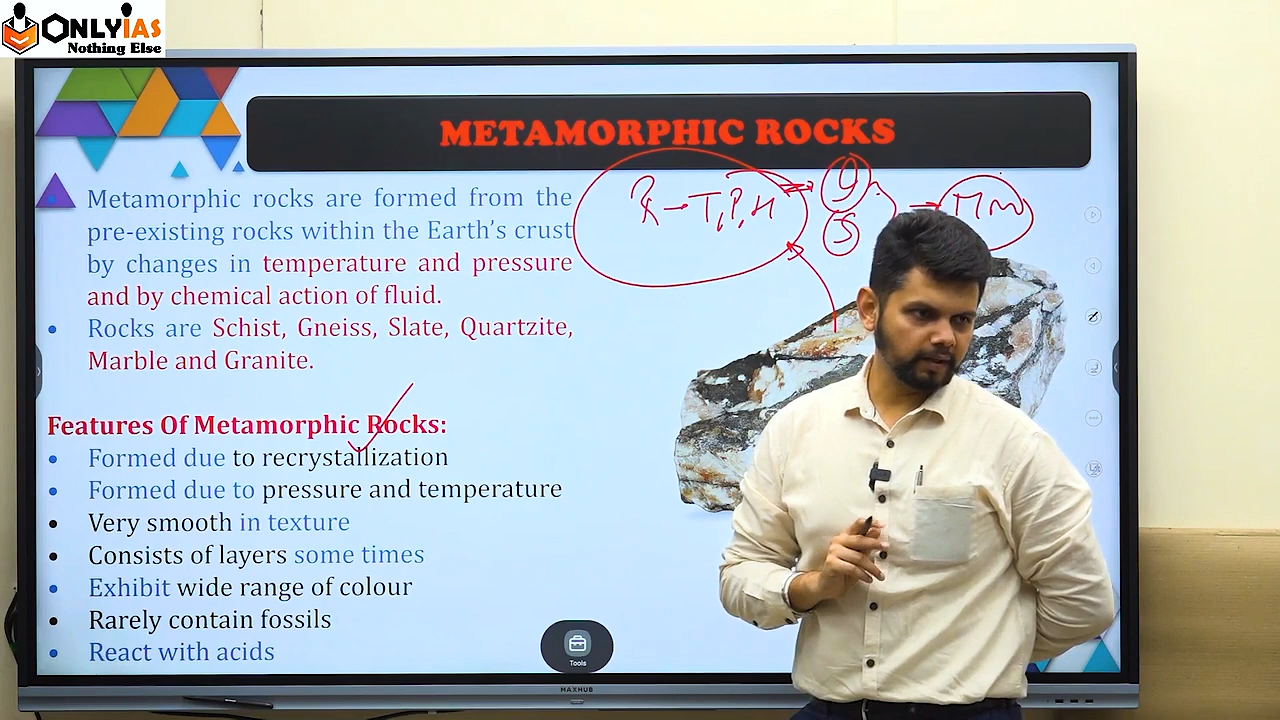 ONLYIAS
Nothing Else
METAMORPHIC ROCKS
Metamorphic rocks are formed from the
pre-existing rocks within the Earth's crust
by changes in temperature and pressure
and by chemical action of fluid.
Rocks are Schist, Gneiss, Slate, Quartzite,
Marble and Granite.
Features Of Metamorphic Rocks:
Formed due to recrystallization
Formed due to pressure and temperature
Very smooth in texture
Consists of layers some times
Exhibit wide range of colour
Rarely contain fossils
React with acids
Tools
MAXHUB